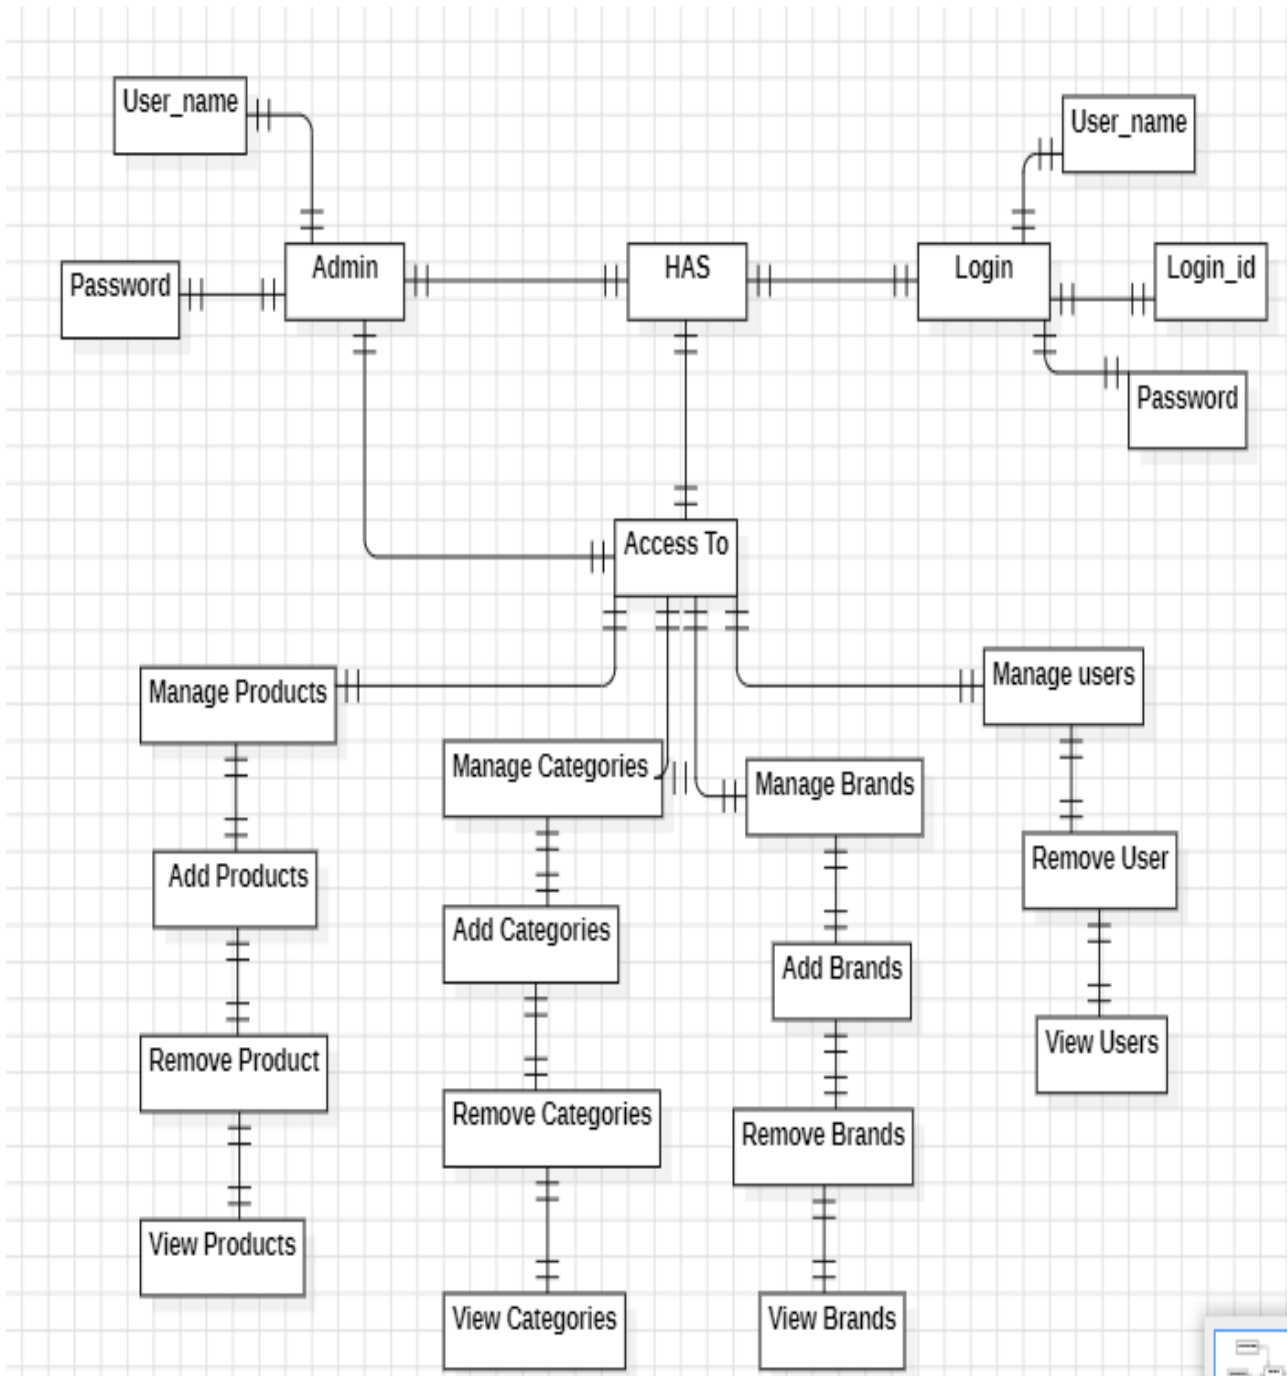 User_name
User_name
Password
Admin
HAS
Login
Login_id
Password
Access To
Manage Products
Manage users
Manage Categories
Manage Brands
Add Products
Remove User
Add Categories
Add Brands
Remove Product
View Users
Remove Categories
Remove Brands
View Products
View Categories
View Brands